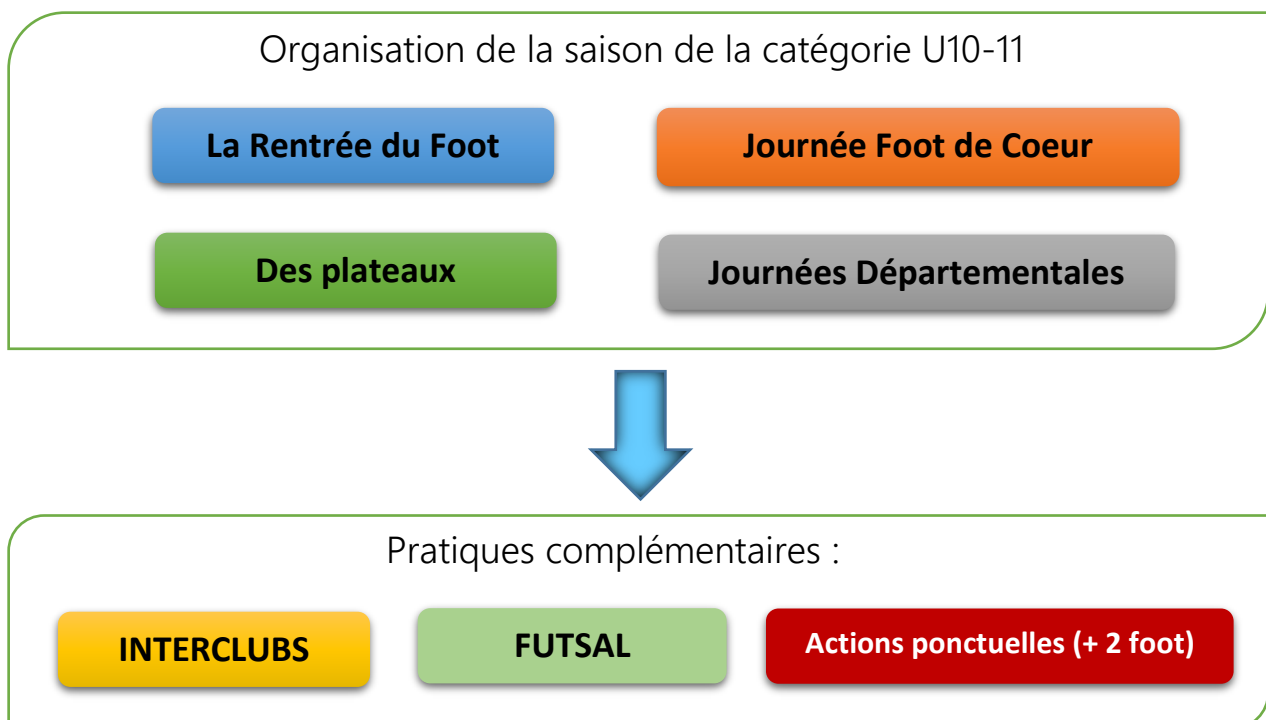 Organisation de la saison de la catégorie U10-11
La Rentrée du Foot
Journée Foot de Coeur
Des plateaux
Journées Départementales
Pratiques complémentaires :
INTERCLUBS
FUTSAL
Actions ponctuelles (+ 2 foot)